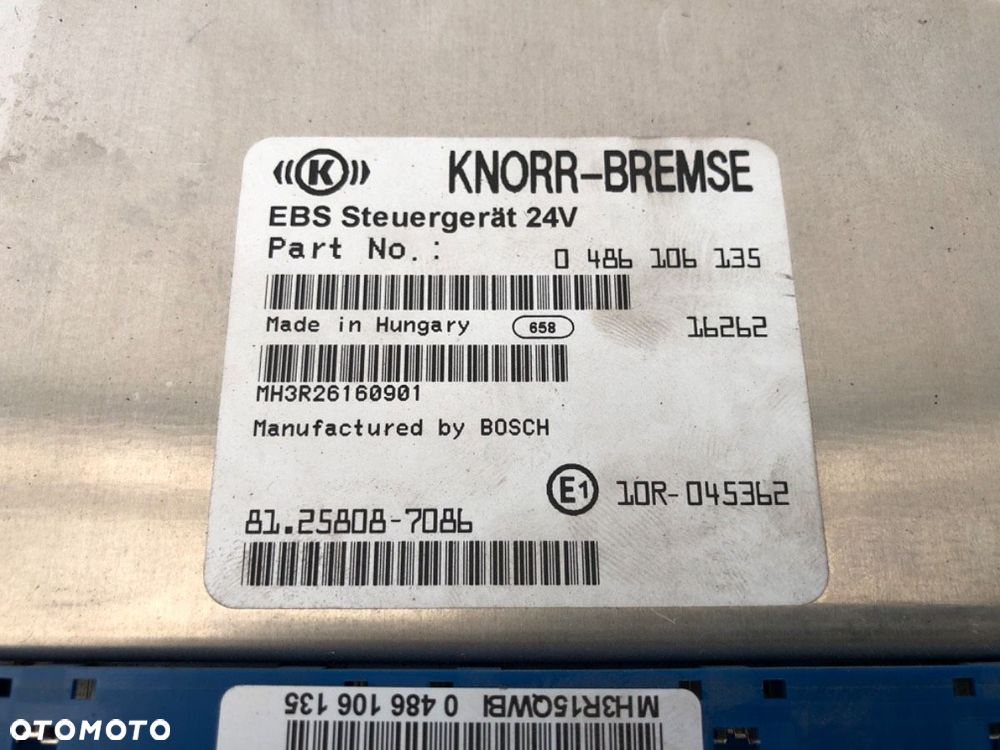 K KNORR-BREMSE
EBS Steuergerät 24V
Part No.: 0 486 106 135
Made in Hungary 658 16262
MH3R26160901
Manufactured by BOSCH
E1 10R-045362
81.25808-7086
MH3R15QWBI 0 486 106 135
OTOMOTO